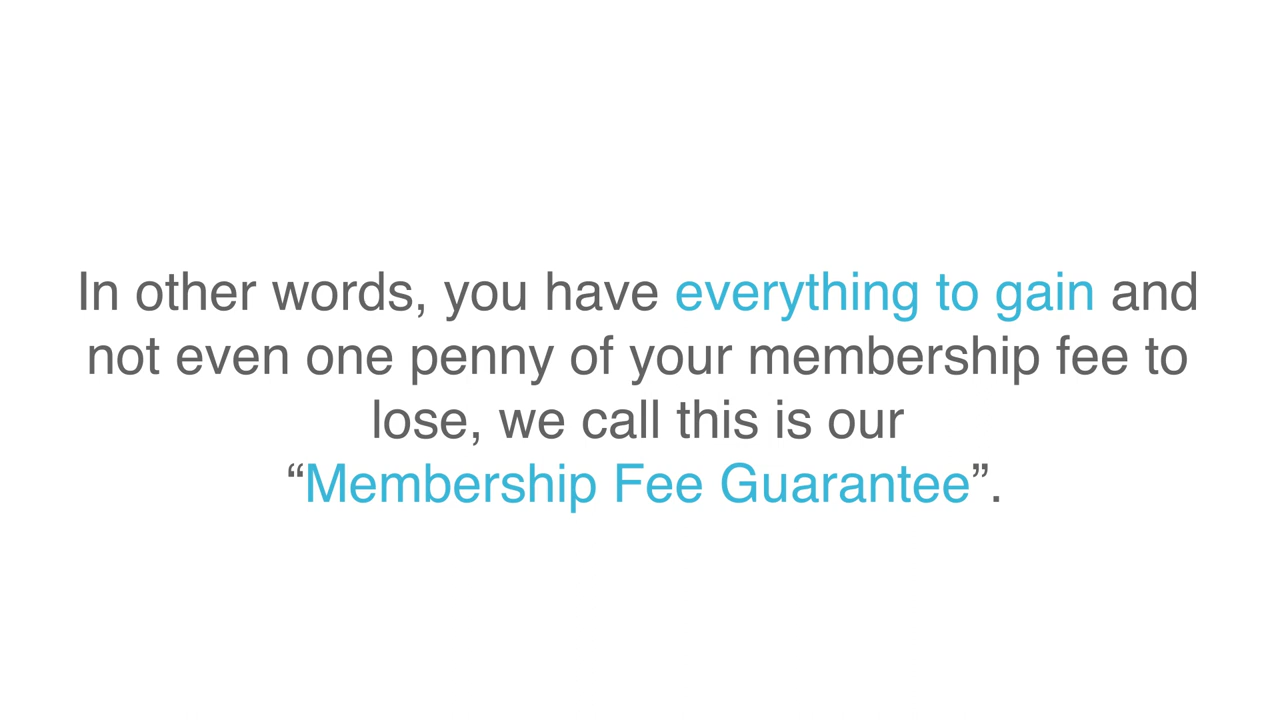 In other words, you have everything to gain and
not even one penny of your membership fee to
lose, we call this is our
“Membership Fee Guarantee”.